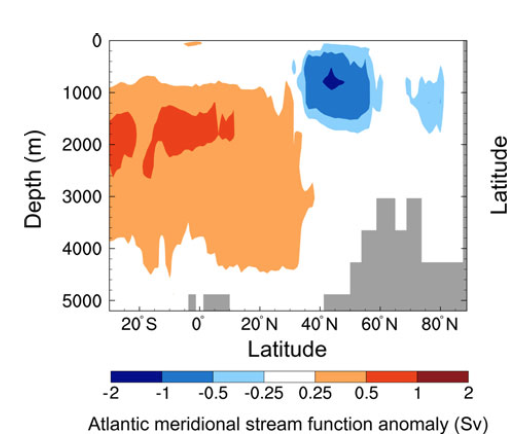 0
1000
2000
3000
4000
5000
Depth (m)
Latitude
20°S 0° 20°N 40°N 60°N 80°N
Latitude
-2 -1 -0.5 -0.25 0.25 0.5 1 2
Atlantic meridional stream function anomaly (Sv)